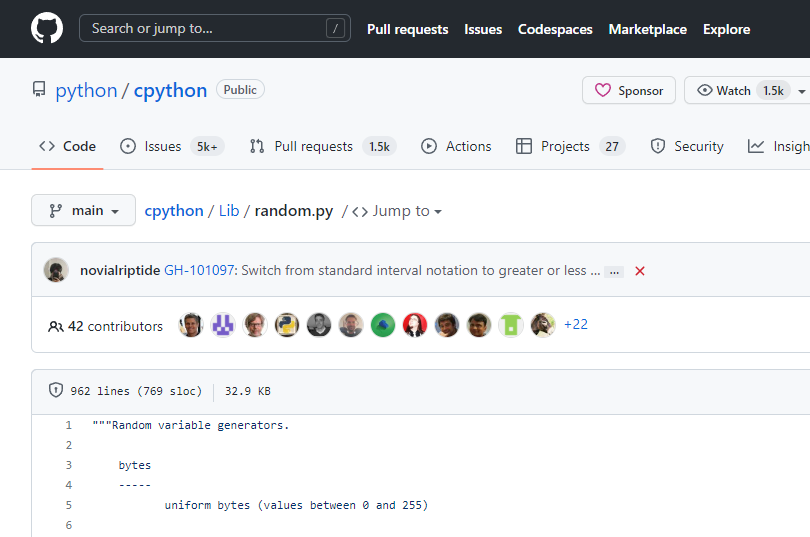 Search or jump to... / Pull requests Issues Codespaces Marketplace Explore
python / cpython Public Sponsor Watch 1.5k
Code Issues 5k+ Pull requests 1.5k Actions Projects 27 Security Insigh
main cpython / Lib / random.py / <> Jump to
novialriptide GH-101097: Switch from standard interval notation to greater or less ... ...
42 contributors +22
962 lines (769 sloc) 32.9 KB
1 """Random variable generators.
2
3 bytes
4 -----
5 uniform bytes (values between 0 and 255)
6